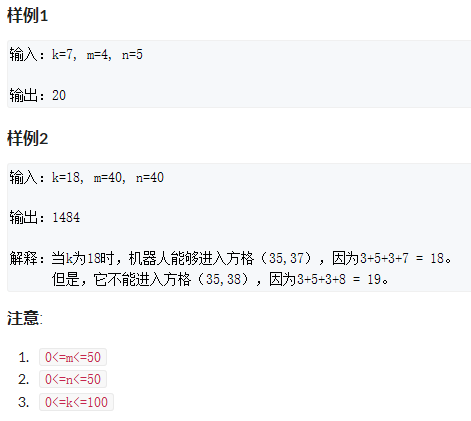 样例1
输入：k=7, m=4, n=5
输出：20
样例2
输入：k=18, m=40, n=40
输出：1484
解释：当k为18时，机器人能够进入方格（35,37），因为3+5+3+7 = 18。
但是，它不能进入方格（35,38），因为3+5+3+8 = 19。
注意:
1. 0<=m<=50
2. 0<=n<=50
3. 0<=k<=100